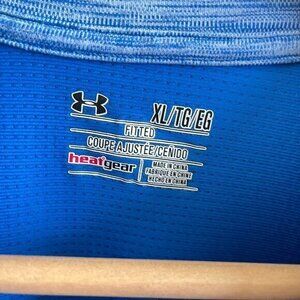 XL/TG/EG
FITTED
COUPE AJUSTÉE/CEÑIDO
heatgear
MADE IN CHINA
FABRIQUÉ EN CHINE
HECHO EN CHINA